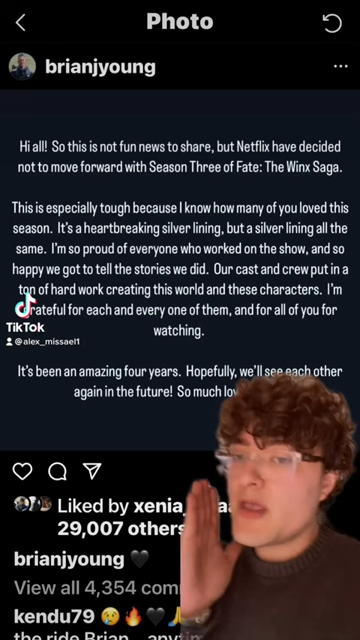 Photo
brianjyoung
Hi all! So this is not fun news to share, but Netflix have decided
not to move forward with Season Three of Fate: The Winx Saga.
This is especially tough because I know how many of you loved this
season. It's a heartbreaking silver lining, but a silver lining all the
same. I'm so proud of everyone who worked on the show, and so
happy we got to tell the stories we did. Our cast and crew put in a
ton of hard work creating this world and these characters. I'm
grateful for each and every one of them, and for all of you for
watching.
TikTok
@alex_missael1
It's been an amazing four years. Hopefully, we'll see each other
again in the future! So much
Liked by xenia_
29,007 others
brianjyoung 🖤
View all 4,354
kendu79 😢🔥🖤🙏
the ride Brian...